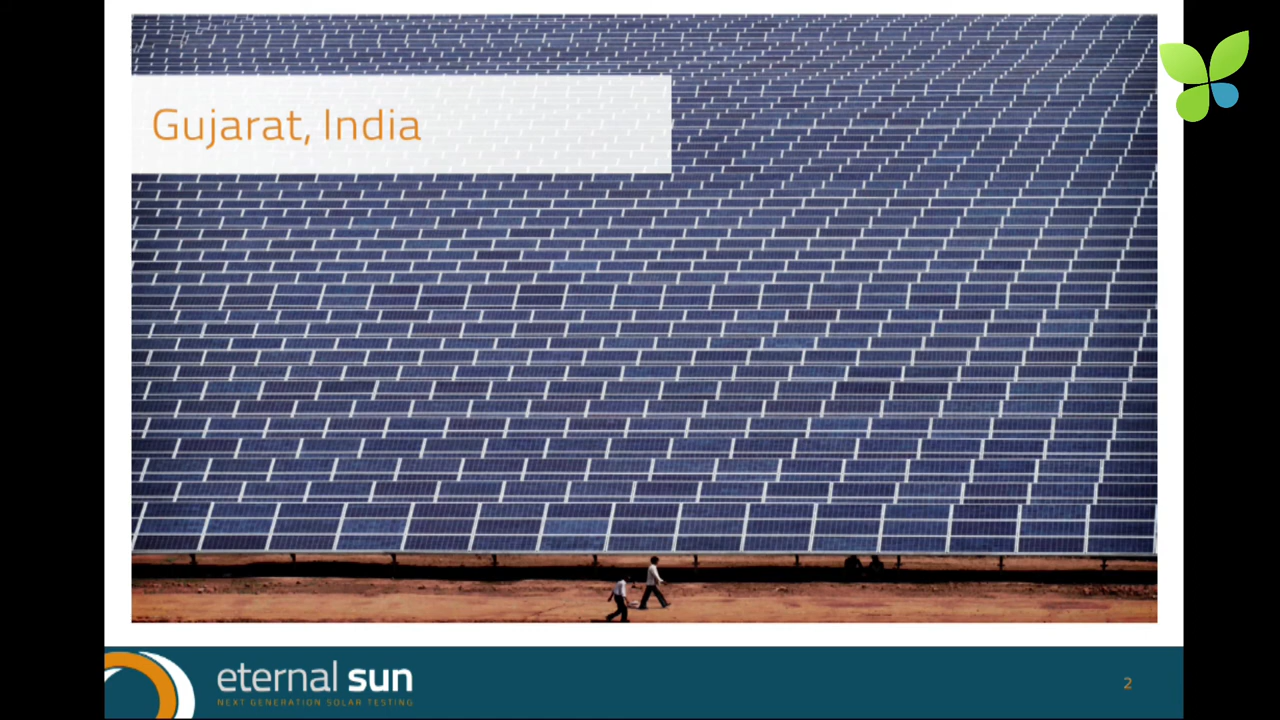 Gujarat, India
eternal sun
NEXT GENERATION SOLAR TESTING
2